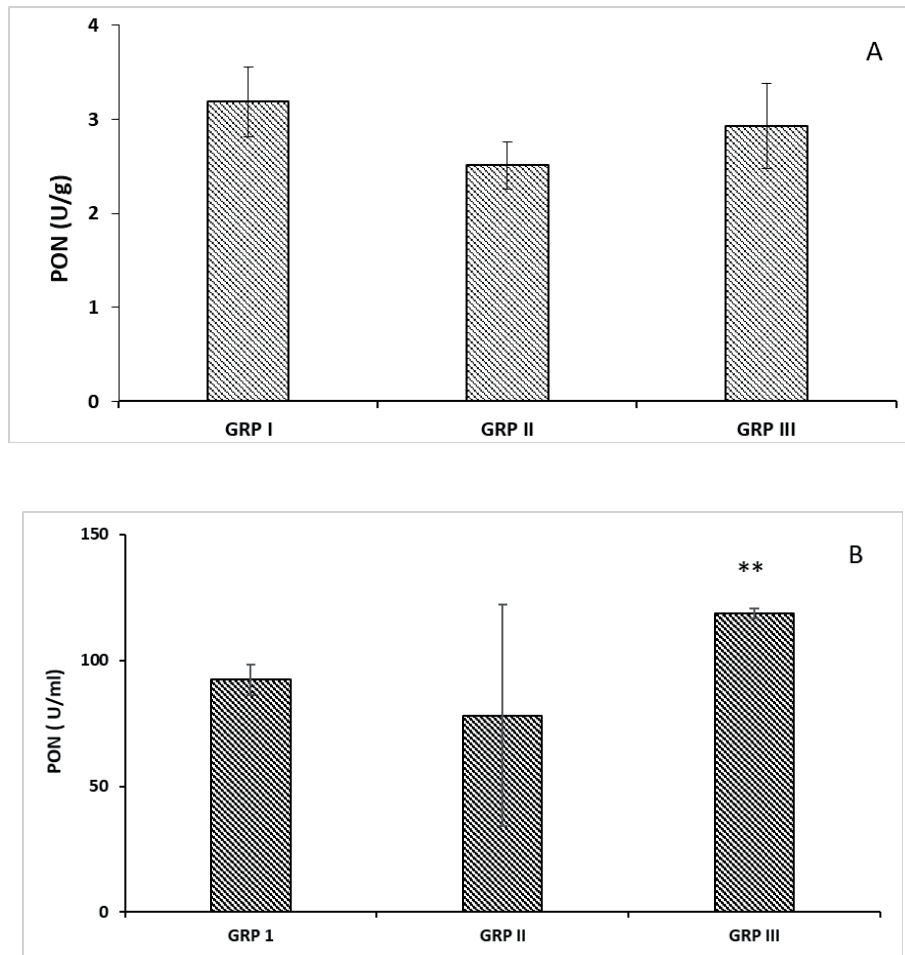 A
4
3
2
1
0
PON (U/g)
GRP I
GRP II
GRP III
B
**
150
100
50
0
PON ( U/ml)
GRP 1
GRP II
GRP III